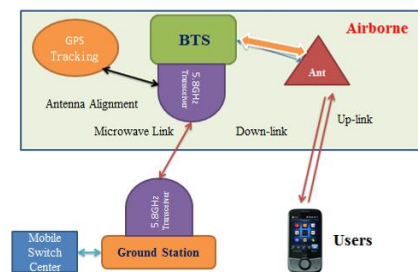 Airborne
GPS
Tracking
BTS
5.8GHz
Transceiver
Ant
Antenna Alignment
Microwave Link
Down-link
Up-link
5.8GHz
Transceiver
Mobile
Switch
Center
Ground Station
Users